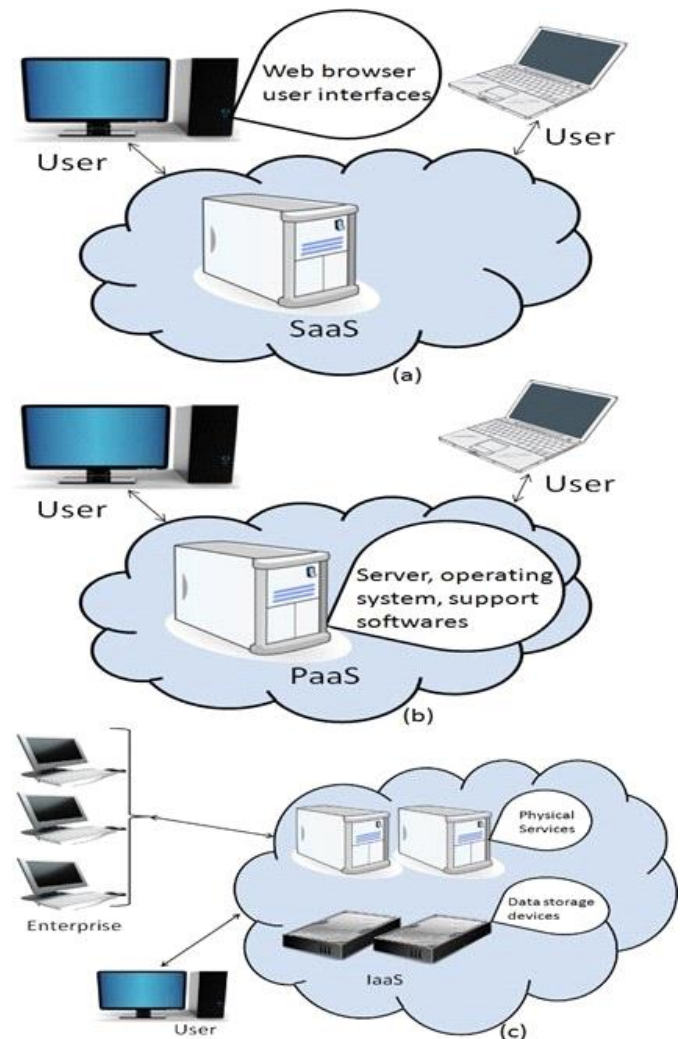 Web browser
user interfaces
User
User
SaaS
(a)
User
User
Server, operating
system, support
softwares
PaaS
(b)
Physical
Services
Data storage
devices
Enterprise
IaaS
User
(c)